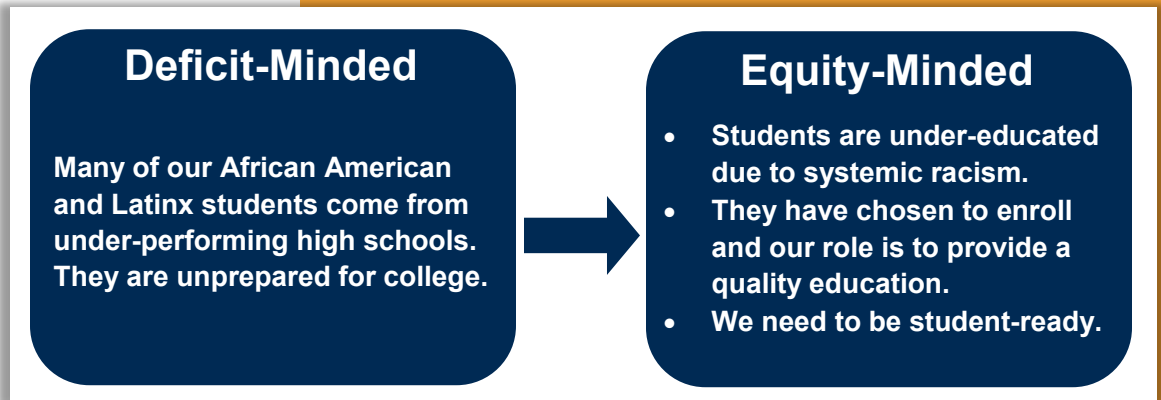 Deficit-Minded
Many of our African American
and Latinx students come from
under-performing high schools.
They are unprepared for college.
Equity-Minded
• Students are under-educated
due to systemic racism.
• They have chosen to enroll
and our role is to provide a
quality education.
• We need to be student-ready.